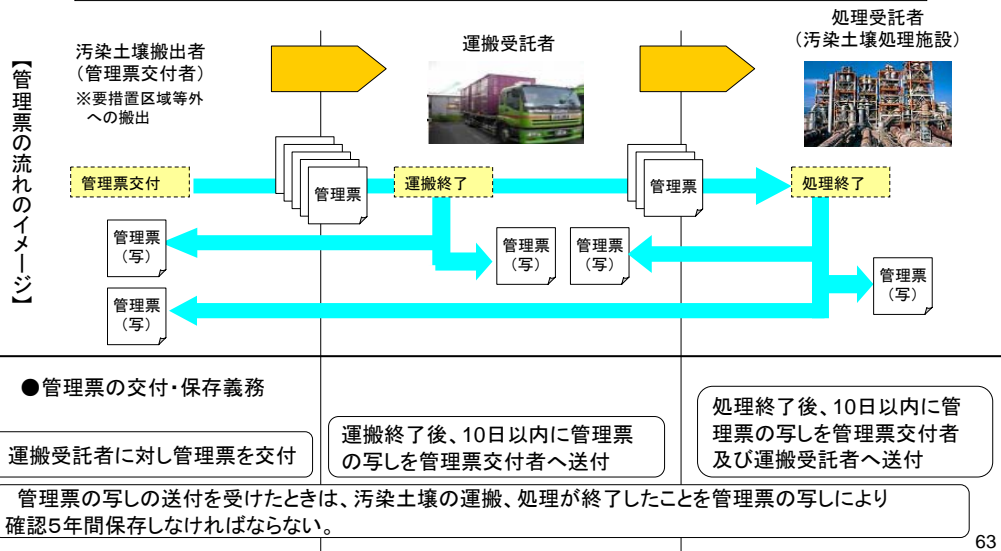 【管理票の流れのイメージ】
汚染土壌搬出者
（管理票交付者）
※要措置区域等外
への搬出
運搬受託者
処理受託者
（汚染土壌処理施設）
管理票交付
管理票
運搬終了
管理票
処理終了
管理票
（写）
管理票
（写）
管理票
（写）
管理票
（写）
管理票
（写）
●管理票の交付・保存義務
運搬受託者に対し管理票を交付
運搬終了後、10日以内に管理票
の写しを管理票交付者へ送付
処理終了後、10日以内に管
理票の写しを管理票交付者
及び運搬受託者へ送付
管理票の写しの送付を受けたときは、汚染土壌の運搬、処理が終了したことを管理票の写しにより
確認5年間保存しなければならない。
63